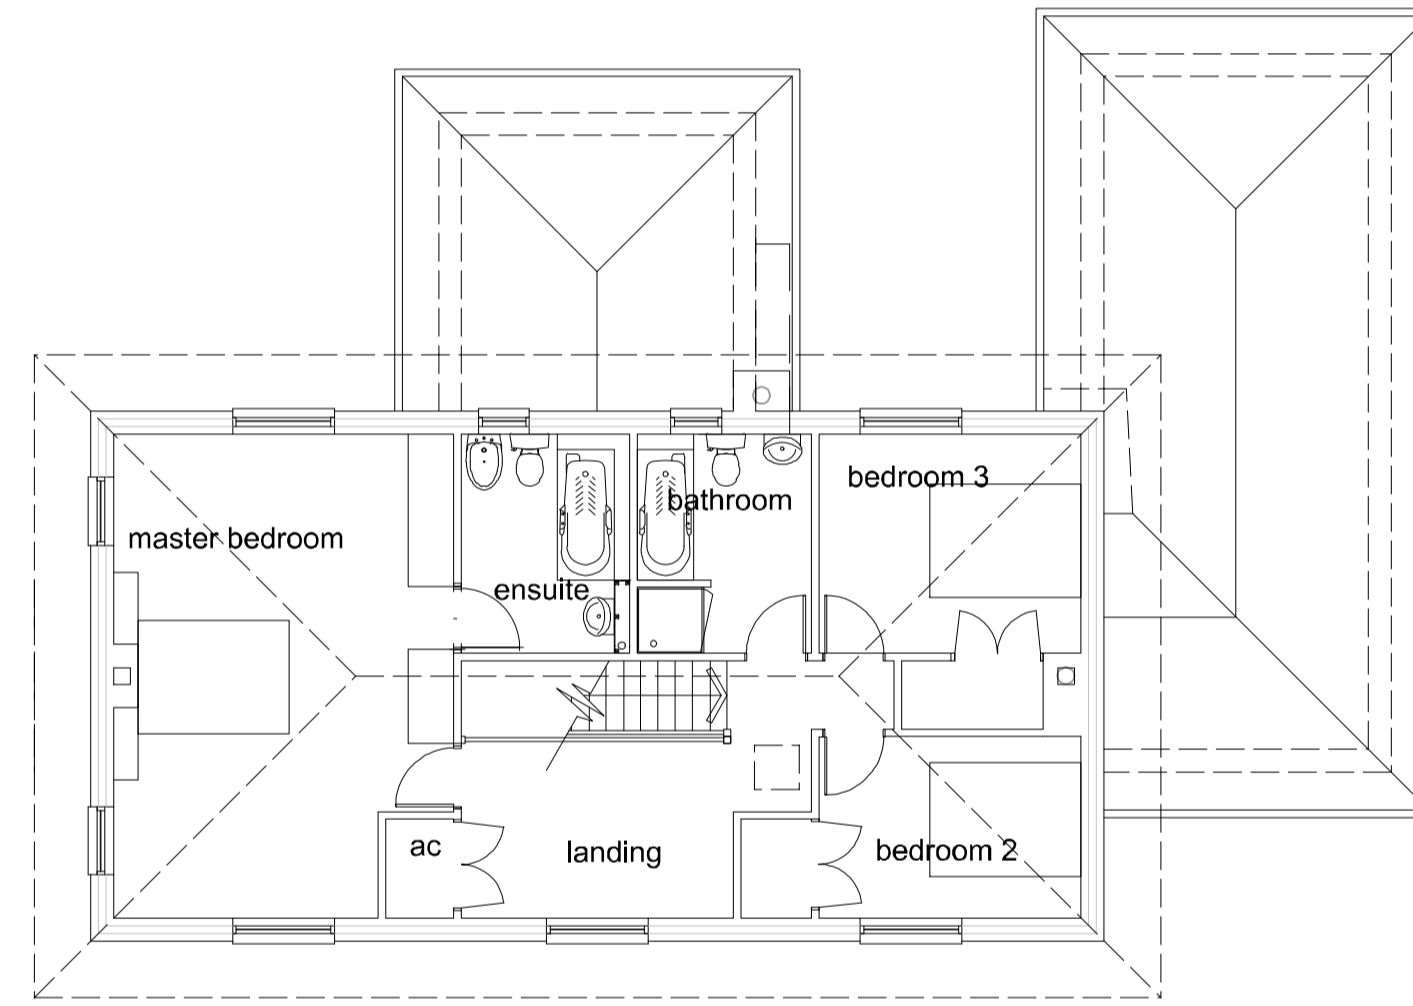 bedroom 3
bathroom
master bedroom
ensuite
ac
landing
bedroom 2